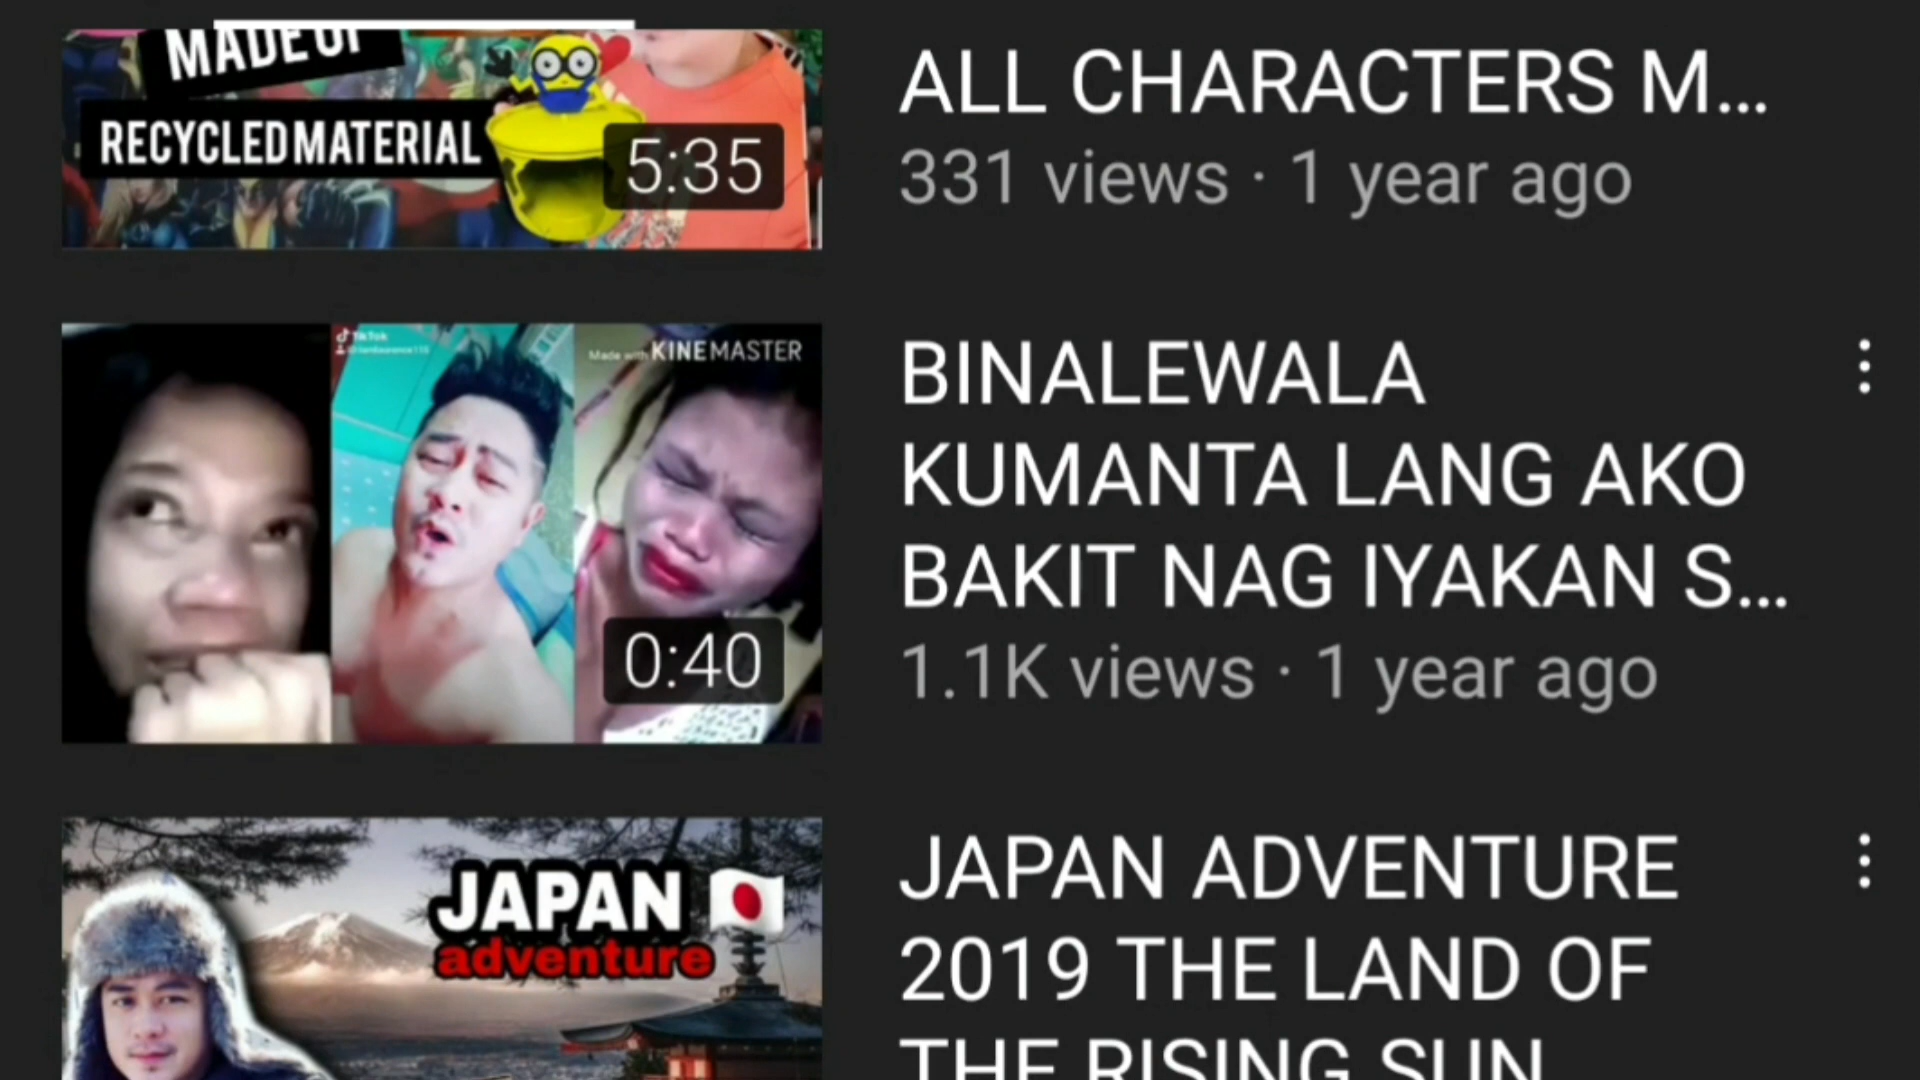 MADE OF
RECYCLED MATERIAL
5:35
ALL CHARACTERS M...
331 views · 1 year ago
TikTok
Made with KINEMASTER
0:40
BINALEWALA
KUMANTA LANG AKO
BAKIT NAG IYAKAN S...
1.1K views · 1 year ago
JAPAN
adventure
JAPAN ADVENTURE
2019 THE LAND OF
THE RISING SUN